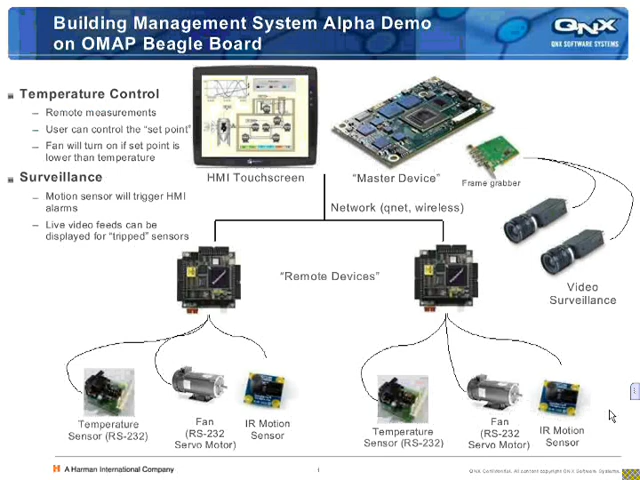 Building Management System Alpha Demo
on OMAP Beagle Board
QNX
QNX SOFTWARE SYSTEMS
Temperature Control
– Remote measurements
– User can control the “set point”
– Fan will turn on if set point is
lower than temperature
Surveillance
– Motion sensor will trigger HMI
alarms
– Live video feeds can be
displayed for “tripped” sensors
HMI Touchscreen
“Master Device”
Frame grabber
Network (qnet, wireless)
“Remote Devices”
Video
Surveillance
Temperature
Sensor (RS-232)
Fan
(RS-232
Servo Motor)
IR Motion
Sensor
Temperature
Sensor (RS-232)
Fan
(RS-232
Servo Motor)
IR Motion
Sensor
A Harman International Company
1
QNX Confidential. All content copyright QNX Software Systems.